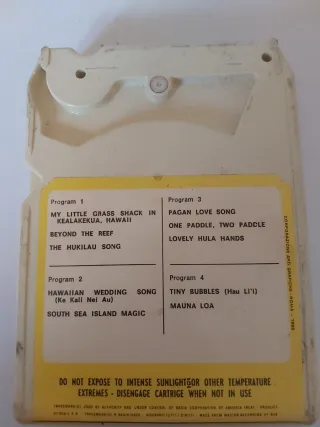 Program 1
MY LITTLE GRASS SHACK IN
KEALAKEKUA, HAWAII
BEYOND THE REEF
THE HUKILAU SONG
Program 3
PAGAN LOVE SONG
ONE PADDLE, TWO PADDLE
LOVELY HULA HANDS
Program 2
HAWAIIAN WEDDING SONG
(Ke Kali Nei Au)
SOUTH SEA ISLAND MAGIC
Program 4
TINY BUBBLES (Hau Li'i)
MAUNA LOA
DO NOT EXPOSE TO INTENSE SUNLIGHT OR OTHER TEMPERATURE
EXTREMES - DISENGAGE CARTRIGE WHEN NOT IN USE